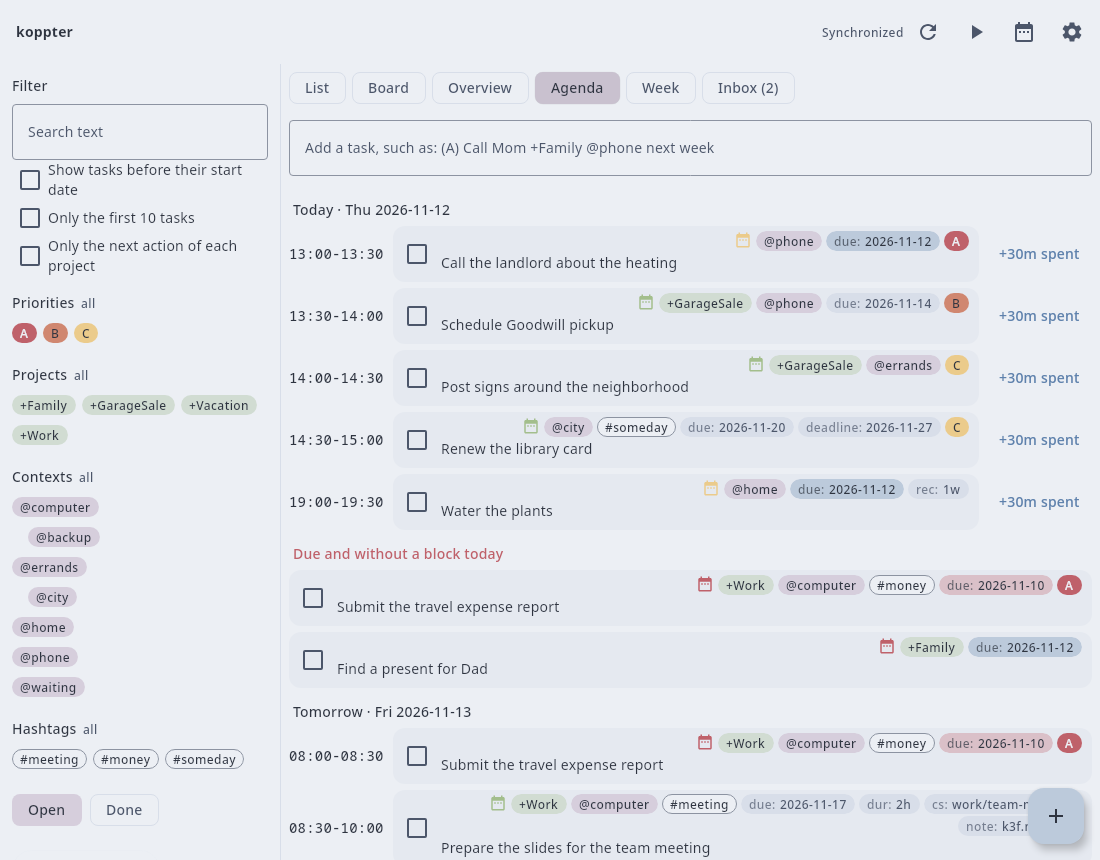 koppter
Synchronized
Filter
Search text
Show tasks before their start
date
Only the first 10 tasks
Only the next action of each
project
Priorities all
A B C
Projects all
+Family +GarageSale +Vacation
+Work
Contexts all
@computer
@backup
@errands
@city
@home
@phone
@waiting
Hashtags all
#meeting #money #someday
Open Done
List Board Overview Agenda Week Inbox (2)
Add a task, such as: (A) Call Mom +Family @phone next week
Today · Thu 2026-11-12
@phone due: 2026-11-12 A
13:00-13:30 Call the landlord about the heating +30m spent
+GarageSale @phone due: 2026-11-14 B
13:30-14:00 Schedule Goodwill pickup +30m spent
+GarageSale @errands C
14:00-14:30 Post signs around the neighborhood +30m spent
@city #someday due: 2026-11-20 deadline: 2026-11-27 C
14:30-15:00 Renew the library card +30m spent
@home due: 2026-11-12 rec: 1w
19:00-19:30 Water the plants +30m spent
Due and without a block today
+Work @computer #money due: 2026-11-10 A
Submit the travel expense report
+Family due: 2026-11-12
Find a present for Dad
Tomorrow · Fri 2026-11-13
+Work @computer #money due: 2026-11-10 A
08:00-08:30 Submit the travel expense report
+Work @computer #meeting due: 2026-11-17 dur: 2h cs:
note:
08:30-10:00 Prepare the slides for the team meeting